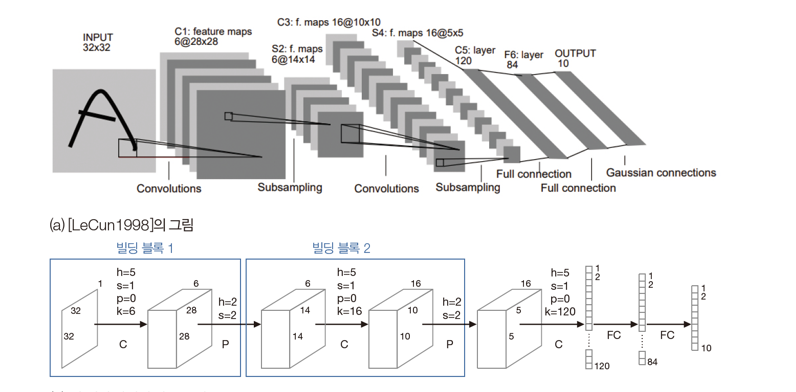 INPUT
32x32
C1: feature maps
6@28x28
S2: f. maps
6@14x14
C3: f. maps 16@10x10
S4: f. maps 16@5x5
C5: layer
120
F6: layer
84
OUTPUT
10
Convolutions
Subsampling
Convolutions
Subsampling
Full connection
Full connection
Gaussian connections
(a) [LeCun1998]의 그림
빌딩 블록 1
빌딩 블록 2
1
32
32
h=5
s=1
p=0
k=6
C
6
28
28
h=2
s=2
P
6
14
14
h=5
s=1
p=0
k=16
C
16
10
10
h=2
s=2
P
16
5
5
h=5
s=1
p=0
k=120
C
1
2
120
FC
1
2
84
FC
1
2
10